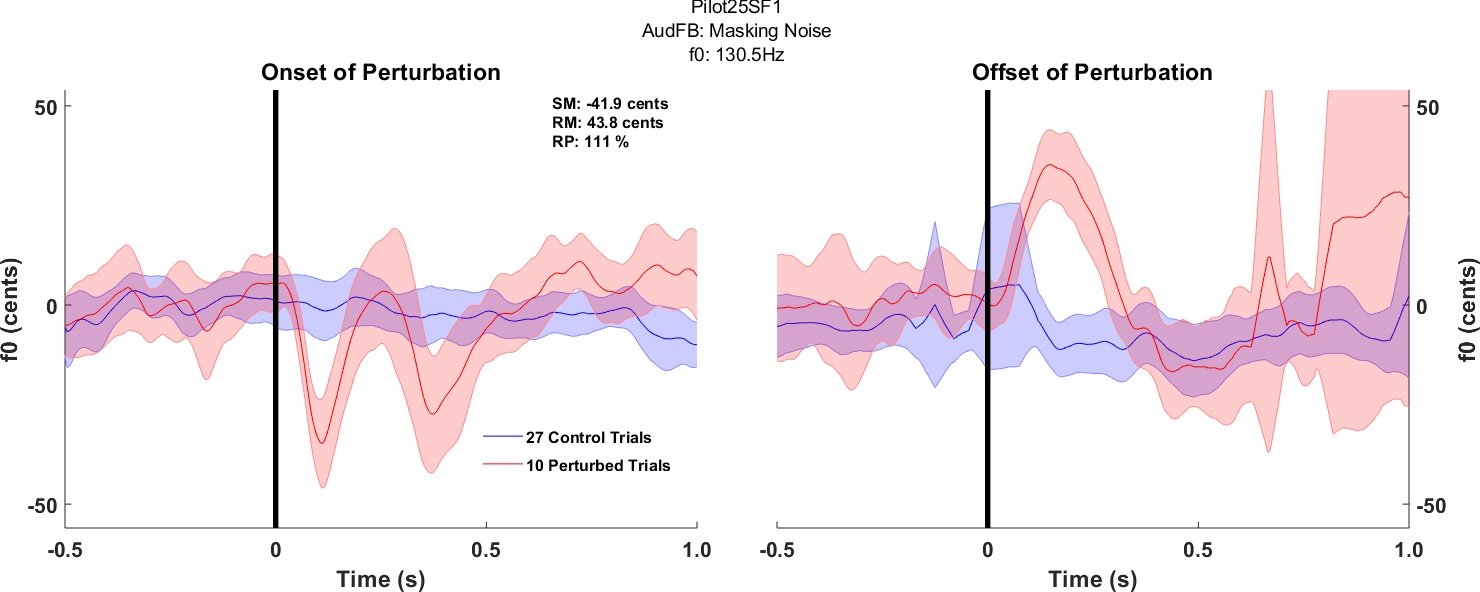 Pilot25SF1
AudFB: Masking Noise
f0: 130.5Hz
Onset of Perturbation
SM: -41.9 cents
RM: 43.8 cents
RP: 111 %
50
0
-50
f0 (cents)
27 Control Trials
10 Perturbed Trials
-0.5
0
0.5
1.0
Time (s)
Offset of Perturbation
50
0
-50
f0 (cents)
-0.5
0
0.5
1.0
Time (s)